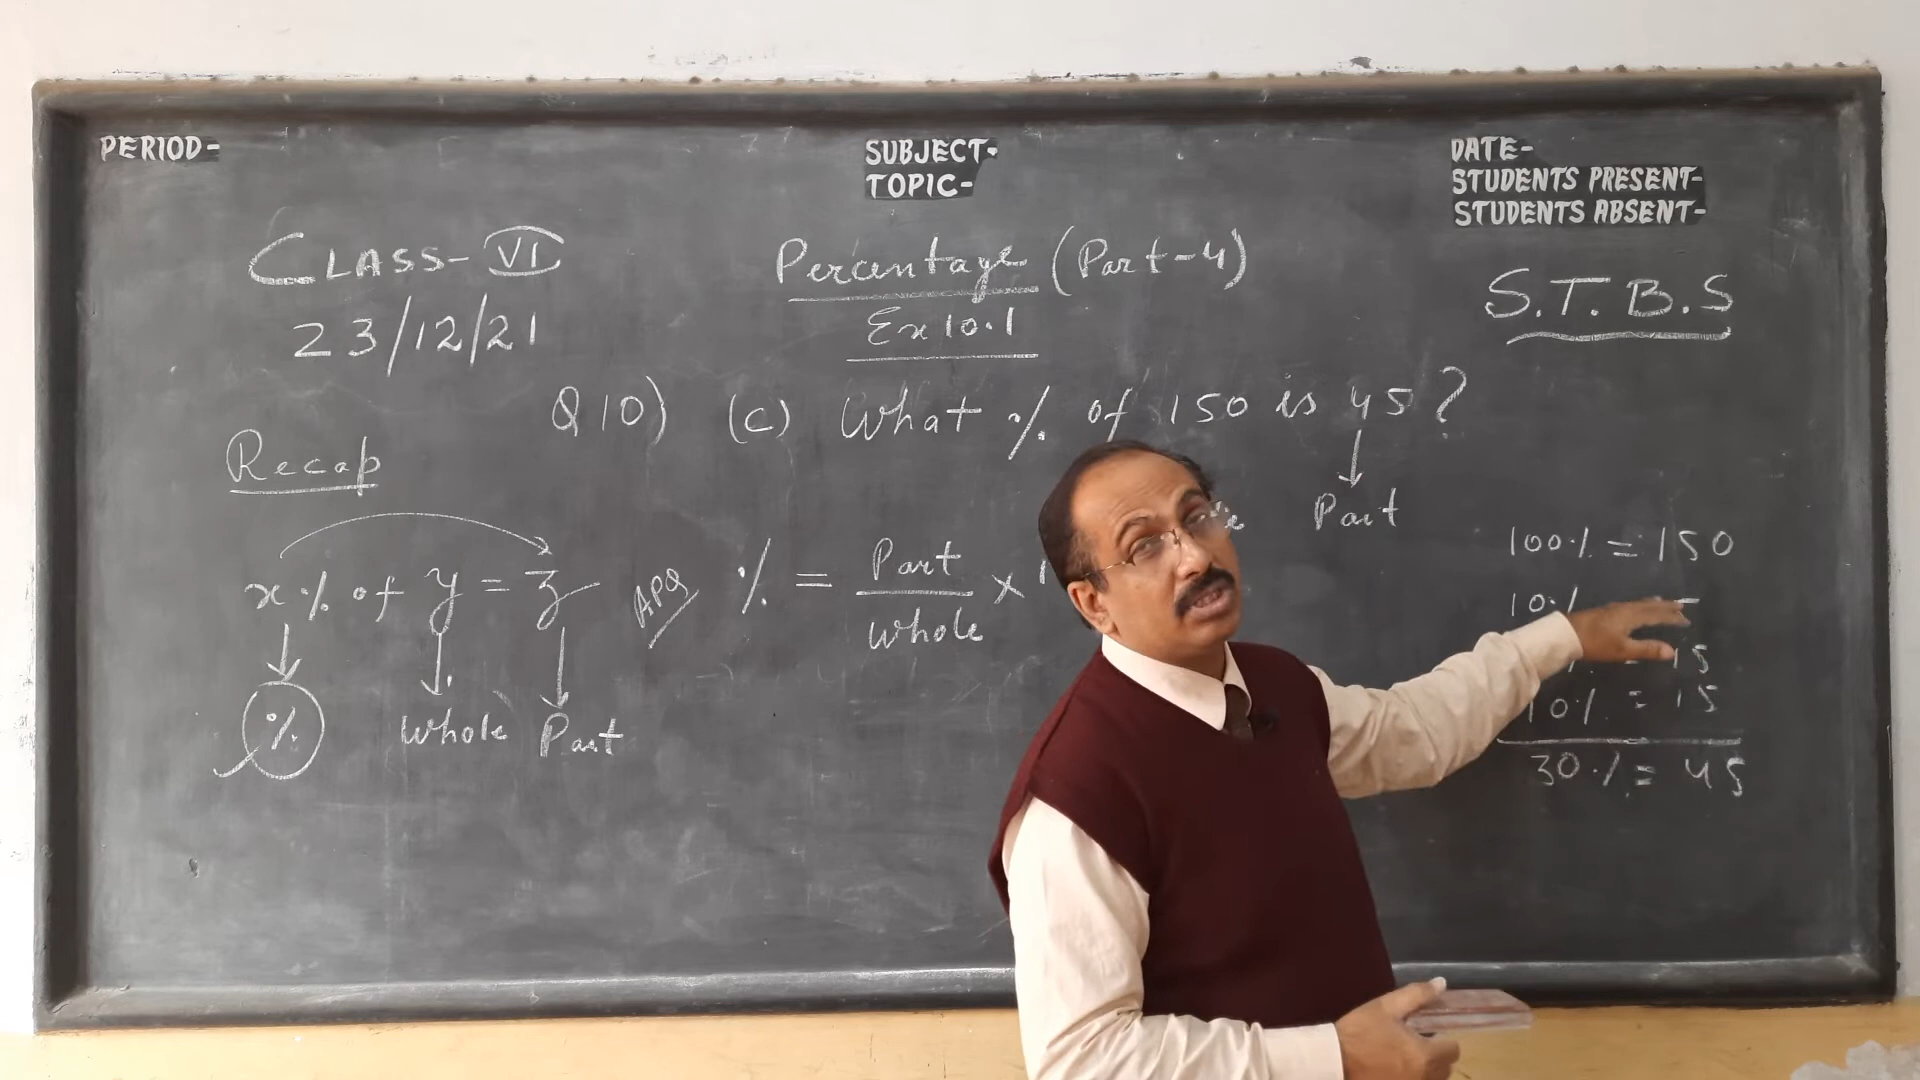 PERIOD-
SUBJECT-
TOPIC-
DATE-
STUDENTS PRESENT-
STUDENTS ABSENT-
CLASS-VI
23/12/21
Percentage (Part-4)
Ex 10.1
S.T.B.S
Q10) (c) What % of 150 is 45?
Recap
Part
x% of y = z
APQ
% = Part / Whole ×
%
Whole Part
100% = 150
10%
= 15
10% = 15
30% = 45